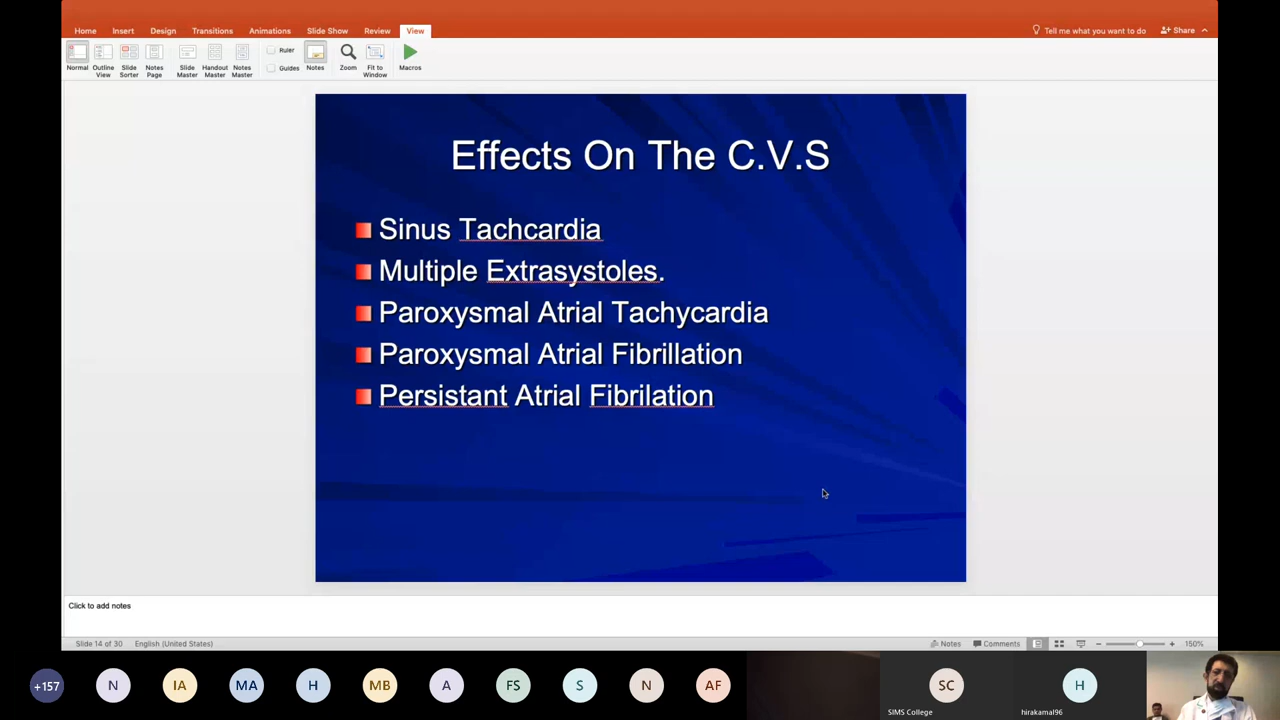 Home Insert Design Transitions Animations Slide Show Review View Tell me what you want to do Share
Normal Outline View Slide Sorter Notes Page Slide Master Handout Master Notes Master Ruler Guides Notes Zoom Fit to Window Macros
Effects On The C.V.S
Sinus Tachcardia
Multiple Extrasystoles.
Paroxysmal Atrial Tachycardia
Paroxysmal Atrial Fibrillation
Persistant Atrial Fibrilation
Click to add notes
Slide 14 of 30 English (United States) Notes Comments 150%
+157 N IA MA H MB A FS S N AF SC H
SIMS College hirakamal96